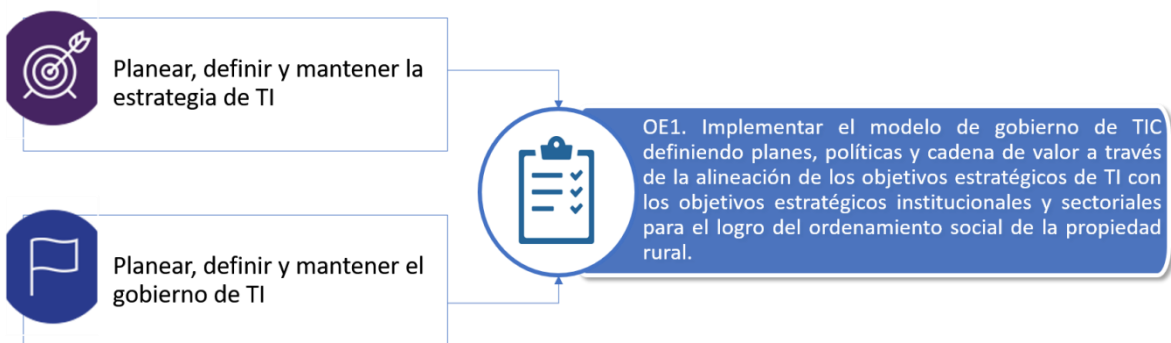 Planear, definir y mantener la
estrategia de TI
OE1. Implementar el modelo de gobierno de TIC
definiendo planes, políticas y cadena de valor a través
de la alineación de los objetivos estratégicos de TI con
los objetivos estratégicos institucionales y sectoriales
para el logro del ordenamiento social de la propiedad
rural.
Planear, definir y mantener el
gobierno de TI